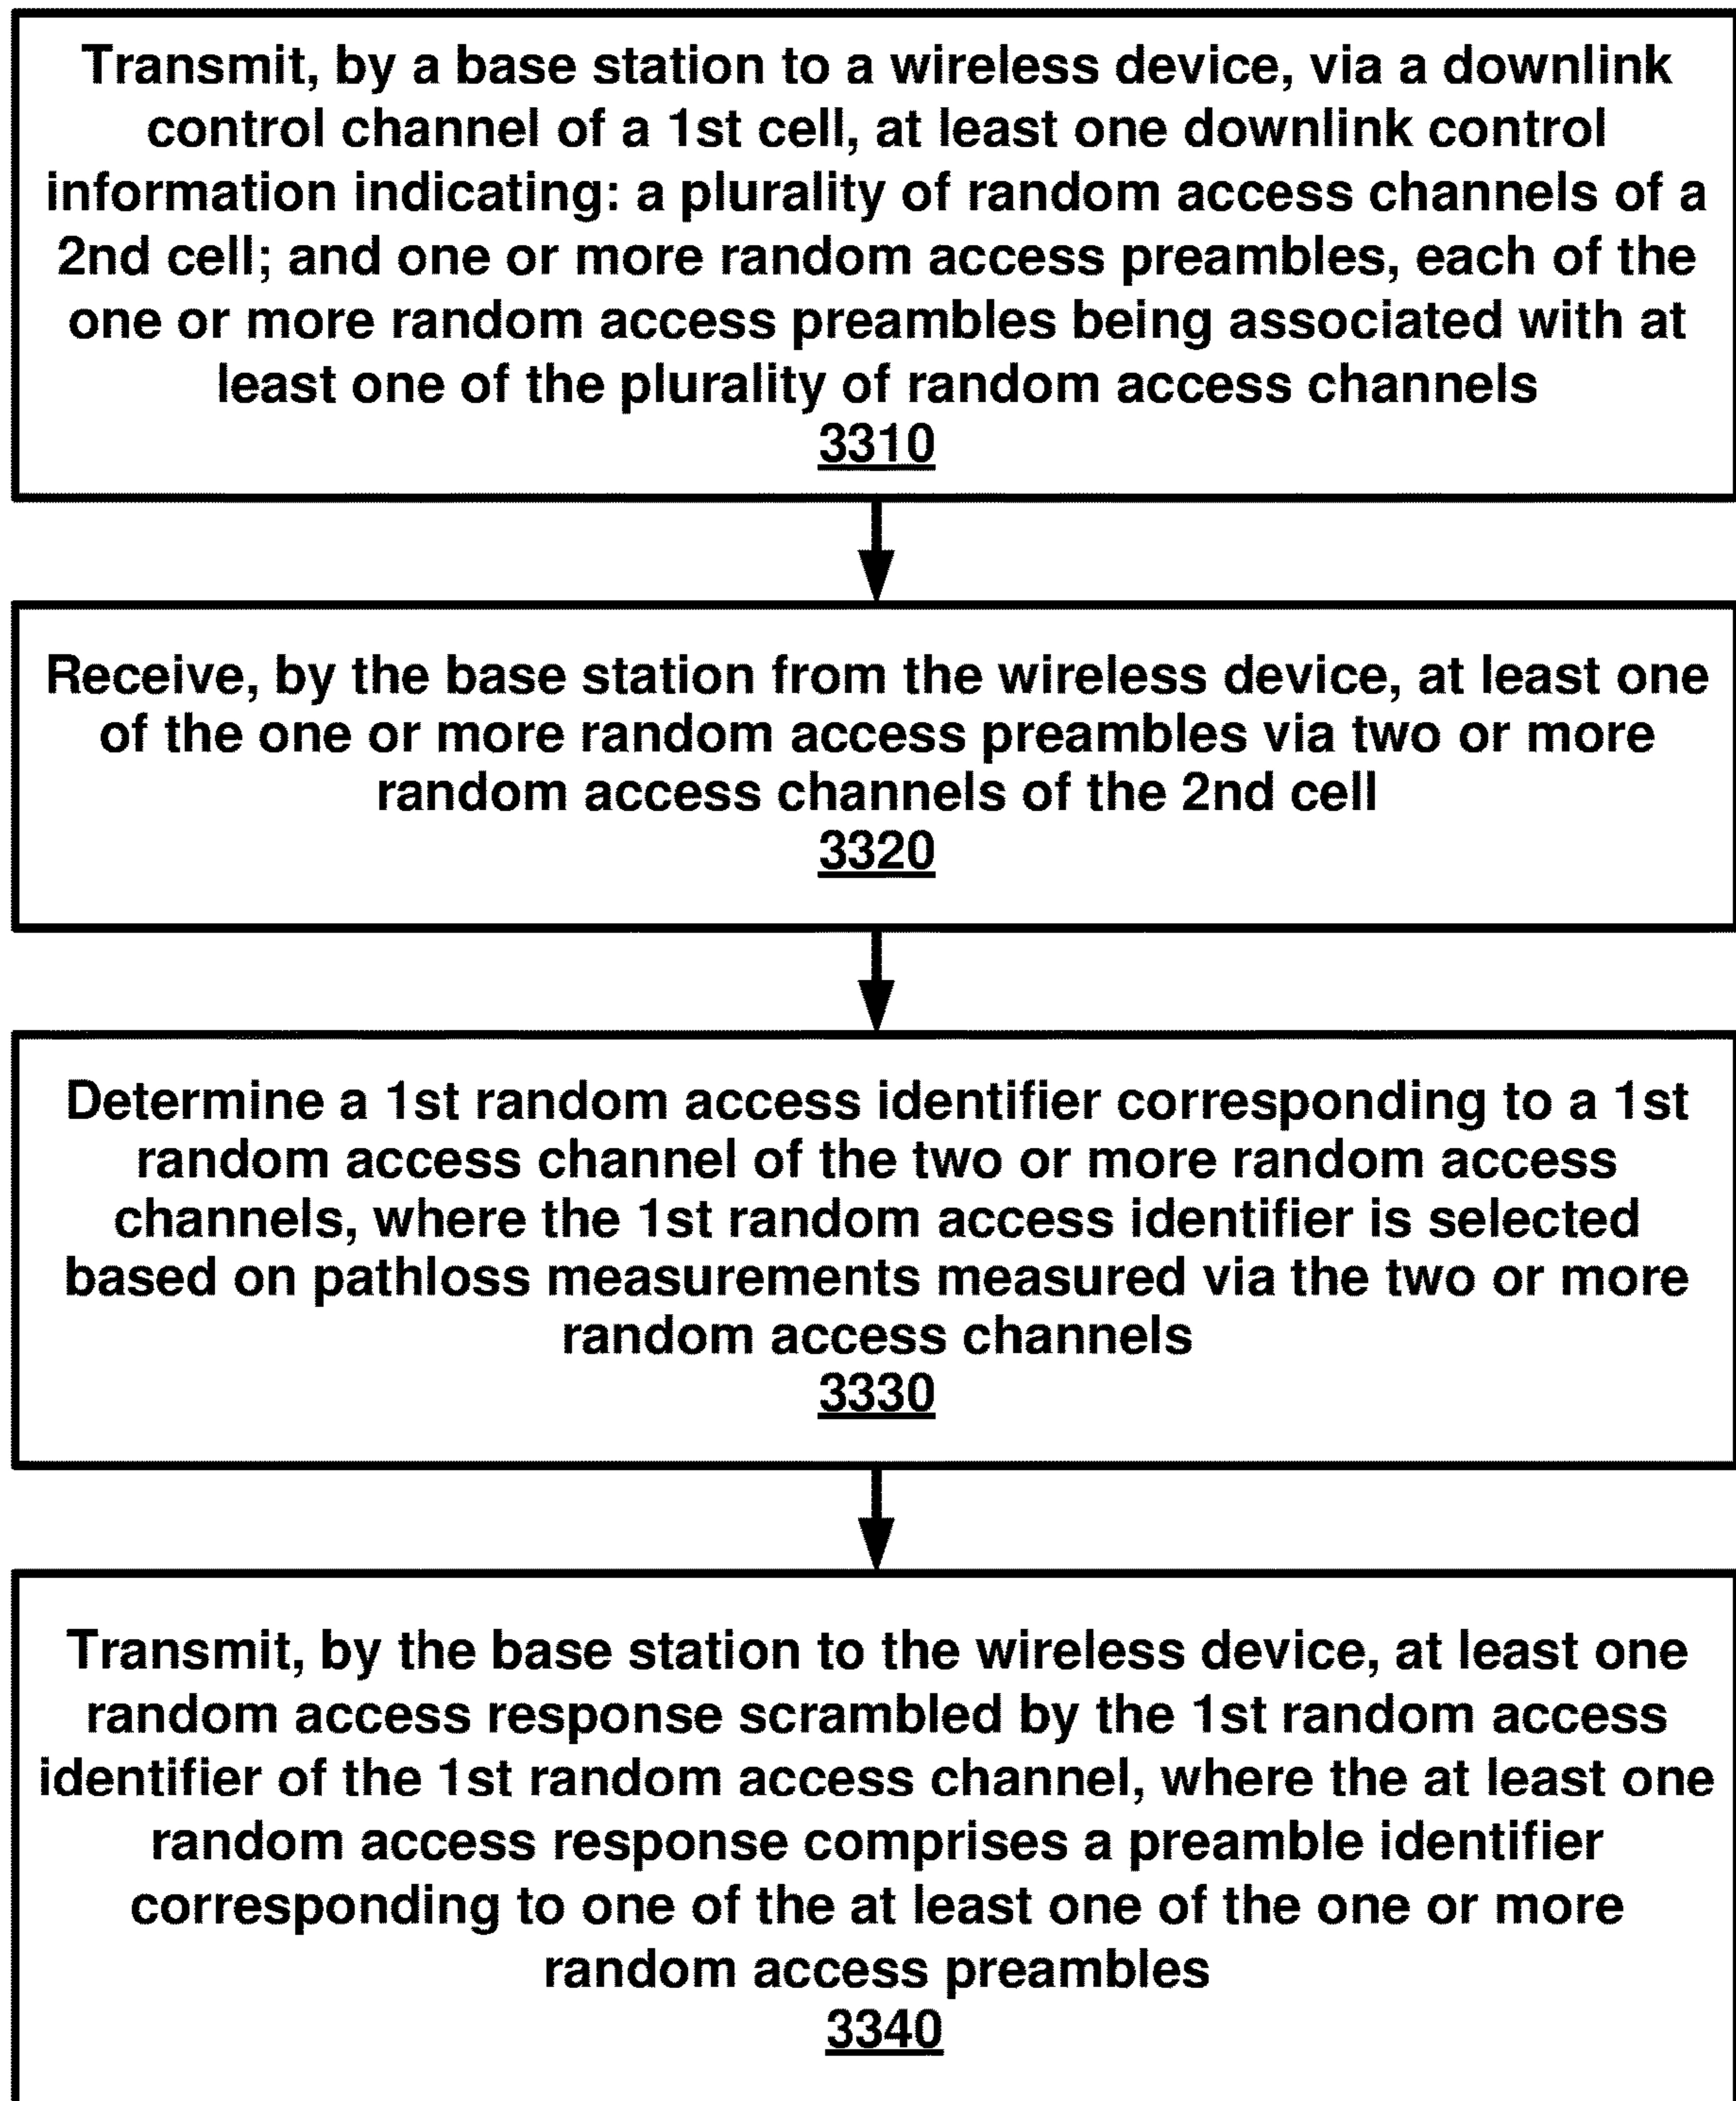 Transmit, by a base station to a wireless device, via a downlink
control channel of a 1st cell, at least one downlink control
information indicating: a plurality of random access channels of a
2nd cell; and one or more random access preambles, each of the
one or more random access preambles being associated with at
least one of the plurality of random access channels
3310
Receive, by the base station from the wireless device, at least one
of the one or more random access preambles via two or more
random access channels of the 2nd cell
3320
Determine a 1st random access identifier corresponding to a 1st
random access channel of the two or more random access
channels, where the 1st random access identifier is selected
based on pathloss measurements measured via the two or more
random access channels
3330
Transmit, by the base station to the wireless device, at least one
random access response scrambled by the 1st random access
identifier of the 1st random access channel, where the at least one
random access response comprises a preamble identifier
corresponding to one of the at least one of the one or more
random access preambles
3340